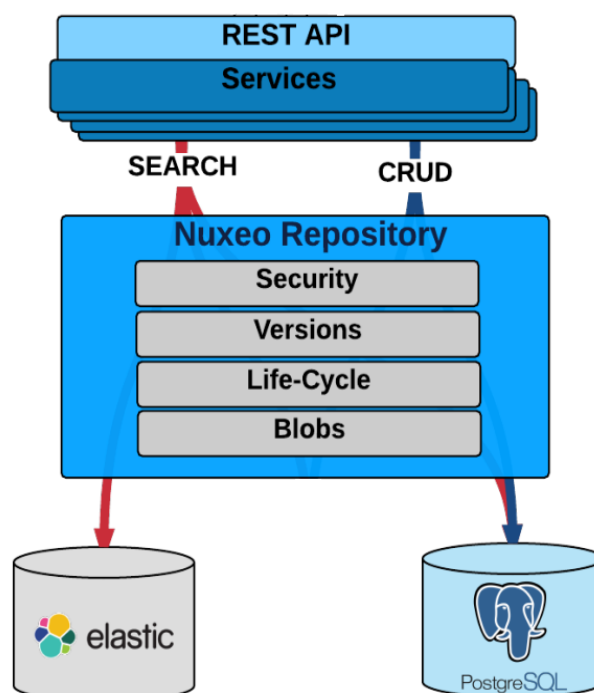 REST API
Services
SEARCH
CRUD
Nuxeo Repository
Security
Versions
Life-Cycle
Blobs
elastic
PostgreSQL